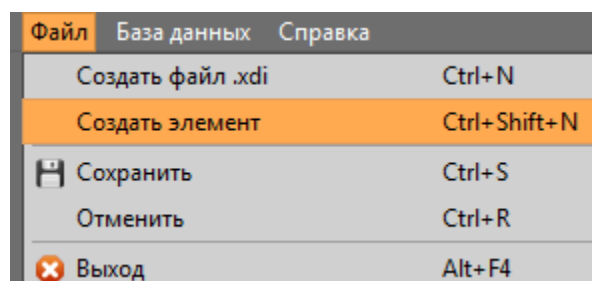 Файл База данных Справка
Создать файл .xdi Ctrl+N
Создать элемент Ctrl+Shift+N
Сохранить Ctrl+S
Отменить Ctrl+R
Выход Alt+F4